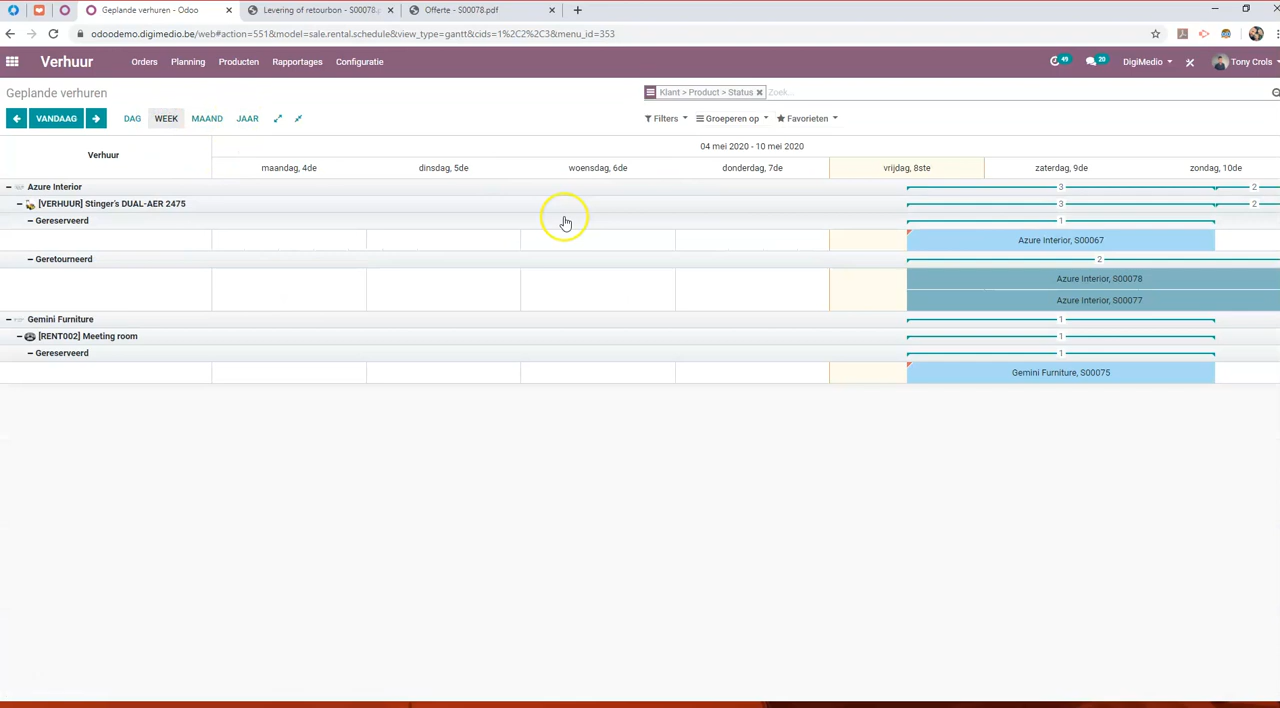 Geplande verhuren - Odoo
Levering of retourbon - S00078.p
Offerte - S00078.pdf
odoodemo.digimedio.be/web#action=551&model=sale.rental.schedule&view_type=gantt&cids=1%2C2%2C3&menu_id=353
Verhuur Orders Planning Producten Rapportages Configuratie 49 20 DigiMedio Tony Crols
Geplande verhuren Klant > Product > Status Zoek...
VANDAAG DAG WEEK MAAND JAAR Filters Groeperen op Favorieten
Verhuur 04 mei 2020 - 10 mei 2020
maandag, 4de dinsdag, 5de woensdag, 6de donderdag, 7de vrijdag, 8ste zaterdag, 9de zondag, 10de
Azure Interior 3 2
[VERHUUR] Stinger's DUAL-AER 2475 3 2
Gereserveerd 1
Azure Interior, S00067
Geretourneerd 2
Azure Interior, S00078
Azure Interior, S00077
Gemini Furniture 1
[RENT002] Meeting room 1
Gereserveerd 1
Gemini Furniture, S00075